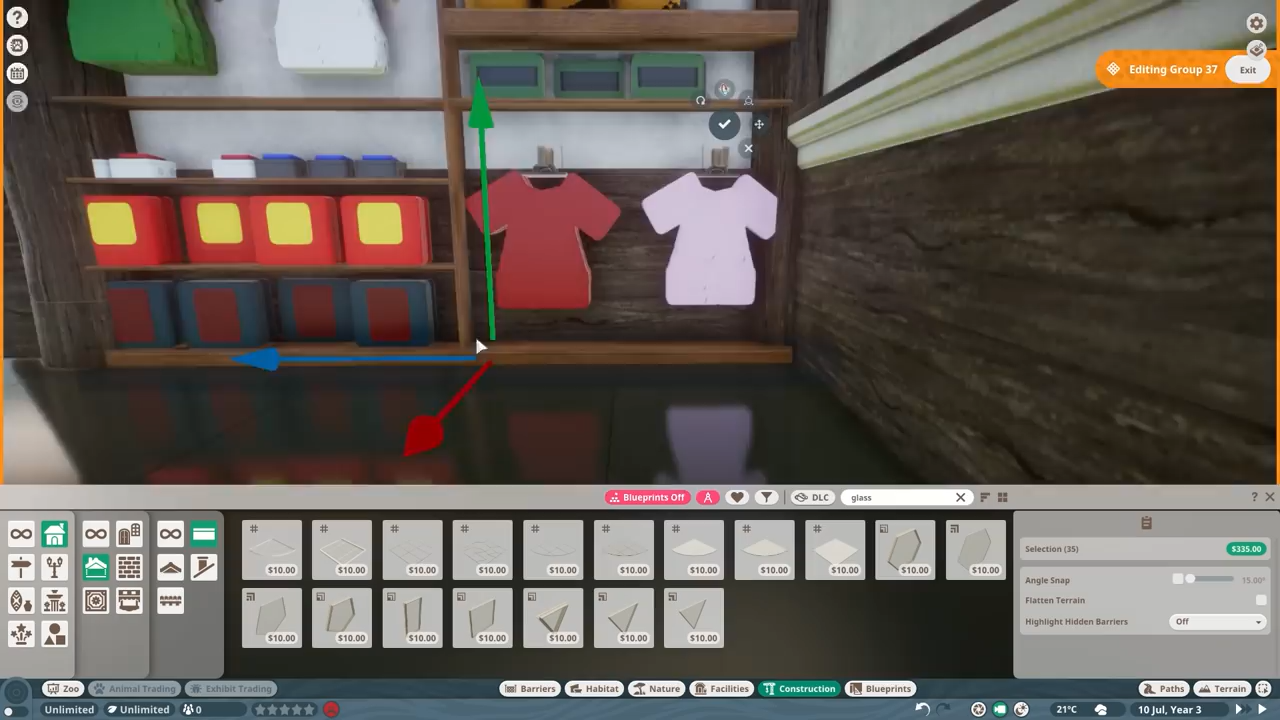 Editing Group 37
Exit
Blueprints Off
DLC
glass
?
$10.00 $10.00 $10.00 $10.00 $10.00 $10.00 $10.00 $10.00 $10.00 $10.00 $10.00
$10.00 $10.00 $10.00 $10.00 $10.00 $10.00 $10.00
Selection (35)
$335.00
Angle Snap
15.00°
Flatten Terrain
Highlight Hidden Barriers
Off
Zoo
Animal Trading
Exhibit Trading
Barriers
Habitat
Nature
Facilities
Construction
Blueprints
Paths
Terrain
Unlimited
Unlimited
0
21°C
10 Jul, Year 3